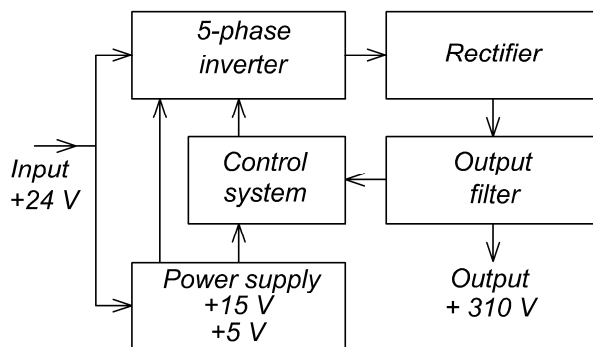 5-phase
inverter
Rectifier
Input
+24 V
Control
system
Output
filter
Power supply
+15 V
+5 V
Output
+ 310 V